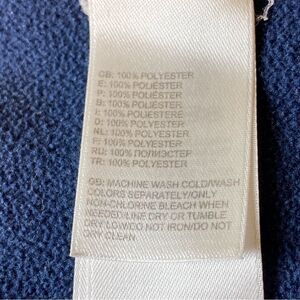 GB: 100% POLYESTER
E: 100% POLIÉSTER
P: 100% POLIÉSTER
B: 100% POLYESTER
I: 100% POLIESTERE
D: 100% POLYESTER
NL: 100% POLYESTER
F: 100% POLYESTER
RU: 100% ПОЛИЭСТЕР
TR: 100% POLYESTER
GB: MACHINE WASH COLD/WASH
COLORS SEPARATELY/ONLY
NON-CHLORINE BLEACH WHEN
NEEDED/LINE DRY OR TUMBLE
DRY LOW/DO NOT IRON/DO NOT
DRY CLEAN